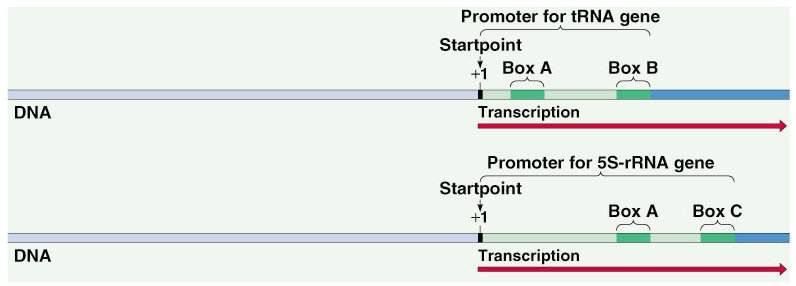 Promoter for tRNA gene
Startpoint
+1
Box A
Box B
DNA
Transcription
Promoter for 5S-rRNA gene
Startpoint
+1
Box A
Box C
DNA
Transcription